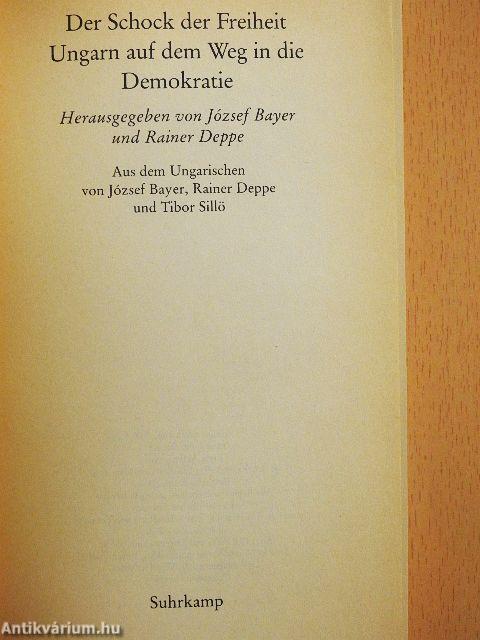 Der Schock der Freiheit
Ungarn auf dem Weg in die
Demokratie
Herausgegeben von József Bayer
und Rainer Deppe
Aus dem Ungarischen
von József Bayer, Rainer Deppe
und Tibor Sillö
Suhrkamp
Antikvárium.hu